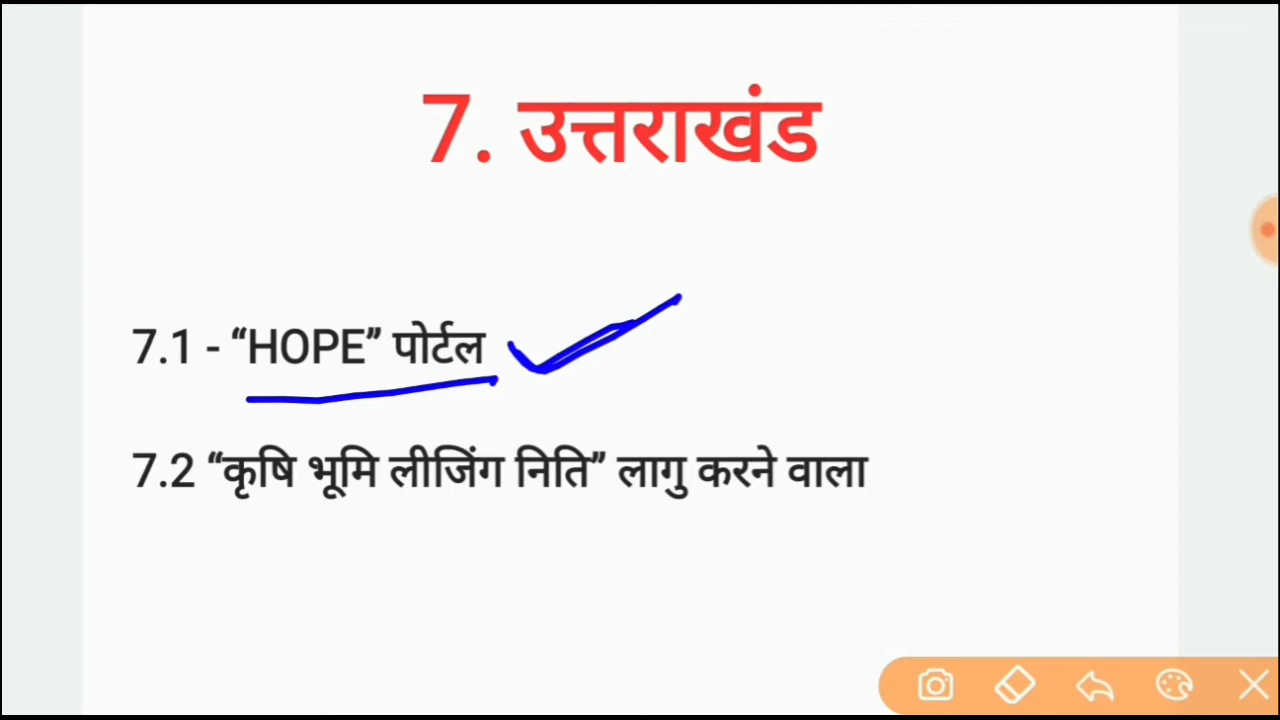 7. उत्तराखंड
7.1 - “HOPE” पोर्टल
7.2 “कृषि भूमि लीजिंग निति” लागु करने वाला